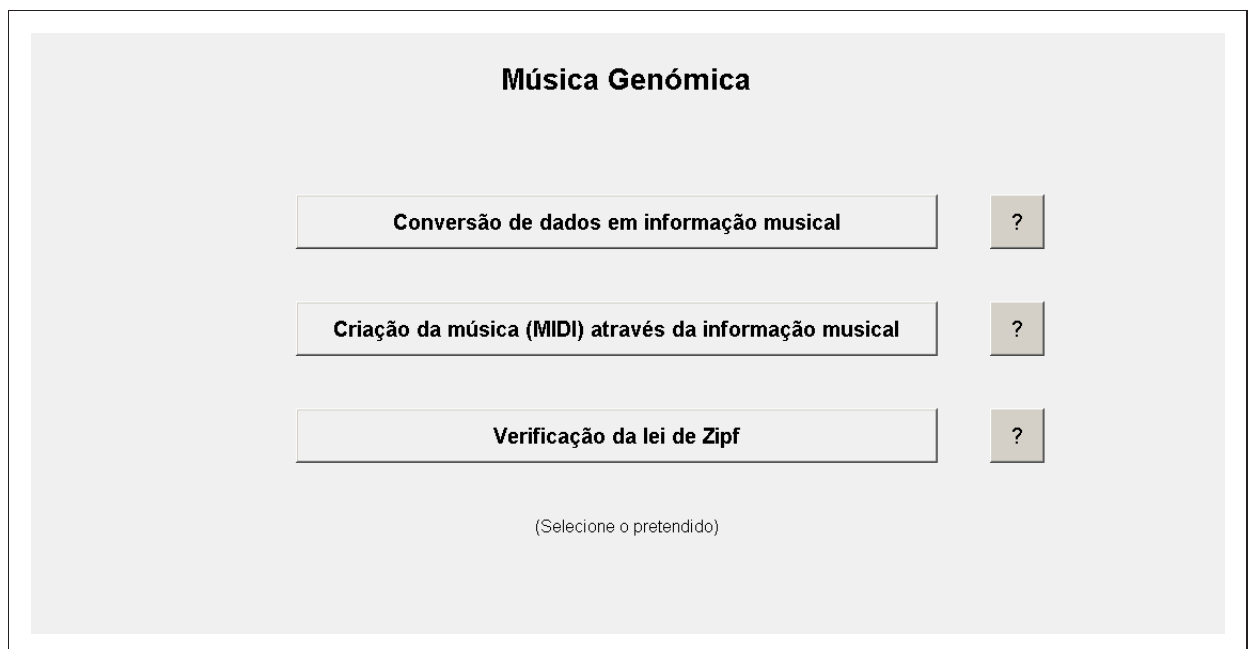 Música Genómica
Conversão de dados em informação musical ?
Criação da música (MIDI) através da informação musical ?
Verificação da lei de Zipf ?
(Selecione o pretendido)